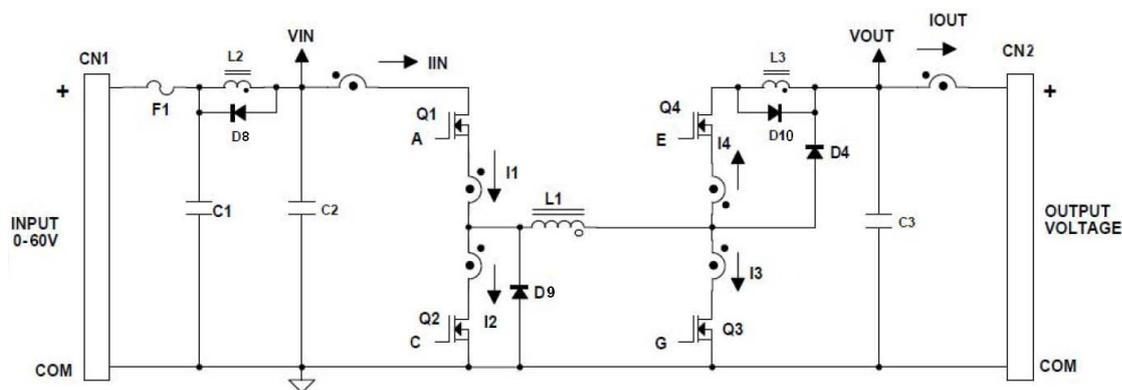 CN1
+
F1
L2
D8
VIN
IIN
C1
C2
INPUT
0-60V
COM
Q1
A
I1
I2
Q2
C
D9
L1
Q4
E
I4
I3
Q3
G
L3
D10
D4
VOUT
IOUT
C3
CN2
+
OUTPUT
VOLTAGE
COM